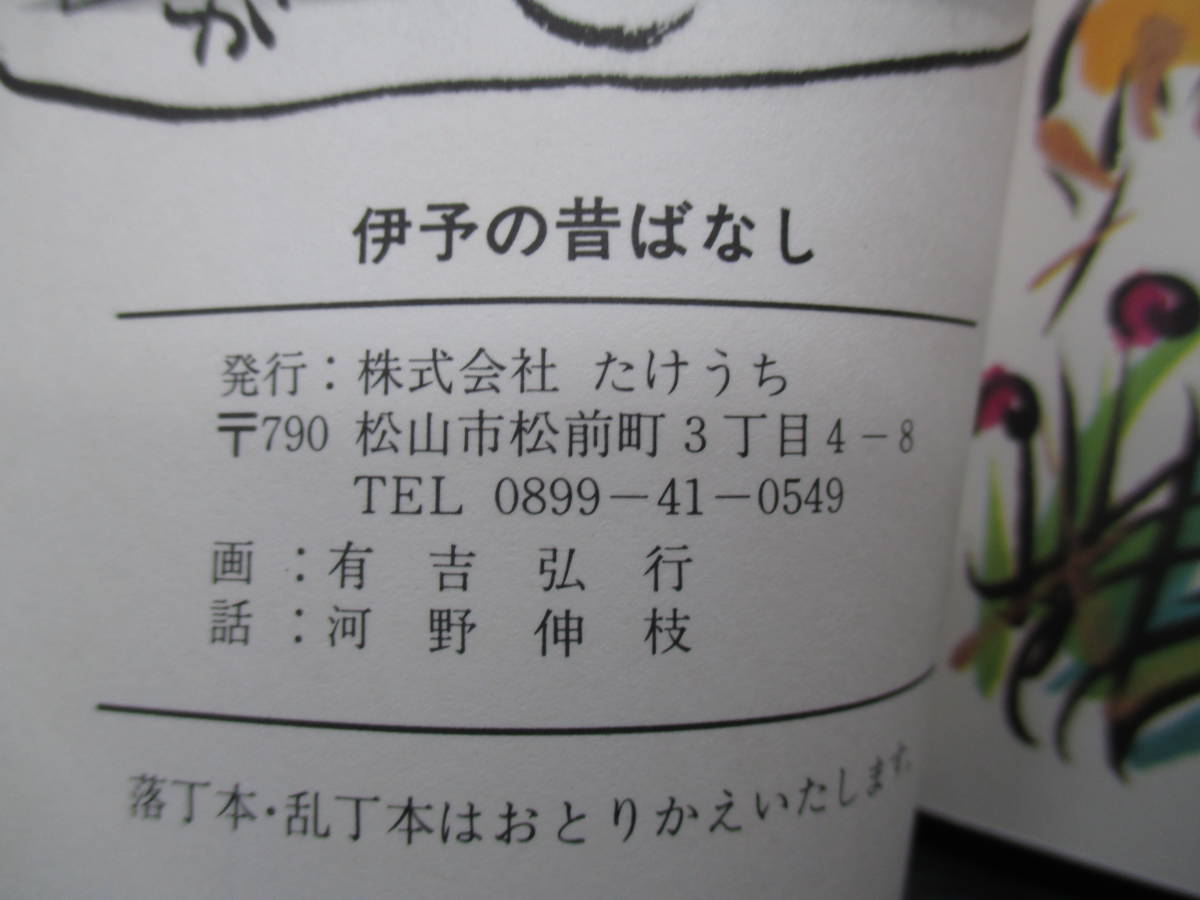 が
伊予の昔ばなし
発行：株式会社 たけうち
〒790 松山市松前町3丁目4－8
TEL 0899－41－0549
画：有吉弘行
話：河野伸枝
落丁本・乱丁本はおとりかえいたします。